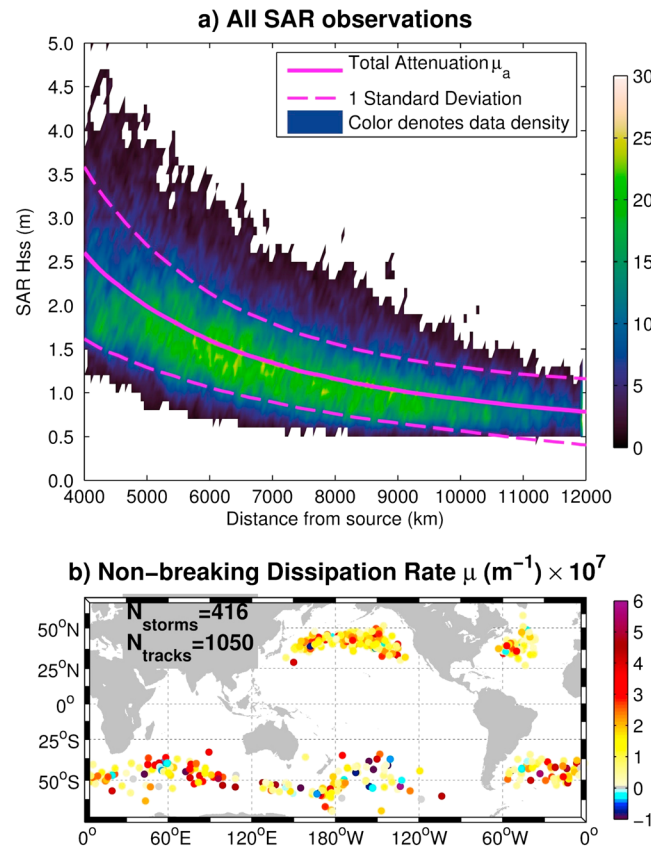 a) All SAR observations
5.0
4.5
4.0
3.5
3.0
2.5
2.0
1.5
1.0
0.5
0.0
SAR Hss (m)
Total Attenuation μa
1 Standard Deviation
Color denotes data density
30
25
20
15
10
5
0
4000 5000 6000 7000 8000 9000 10000 11000 12000
Distance from source (km)
b) Non−breaking Dissipation Rate μ (m−1) × 10^7
Nstorms=416
Ntracks=1050
50°N
25°N
0°
25°S
50°S
0° 60°E 120°E 180°W 120°W 60°W 0°
6
5
4
3
2
1
0
−1